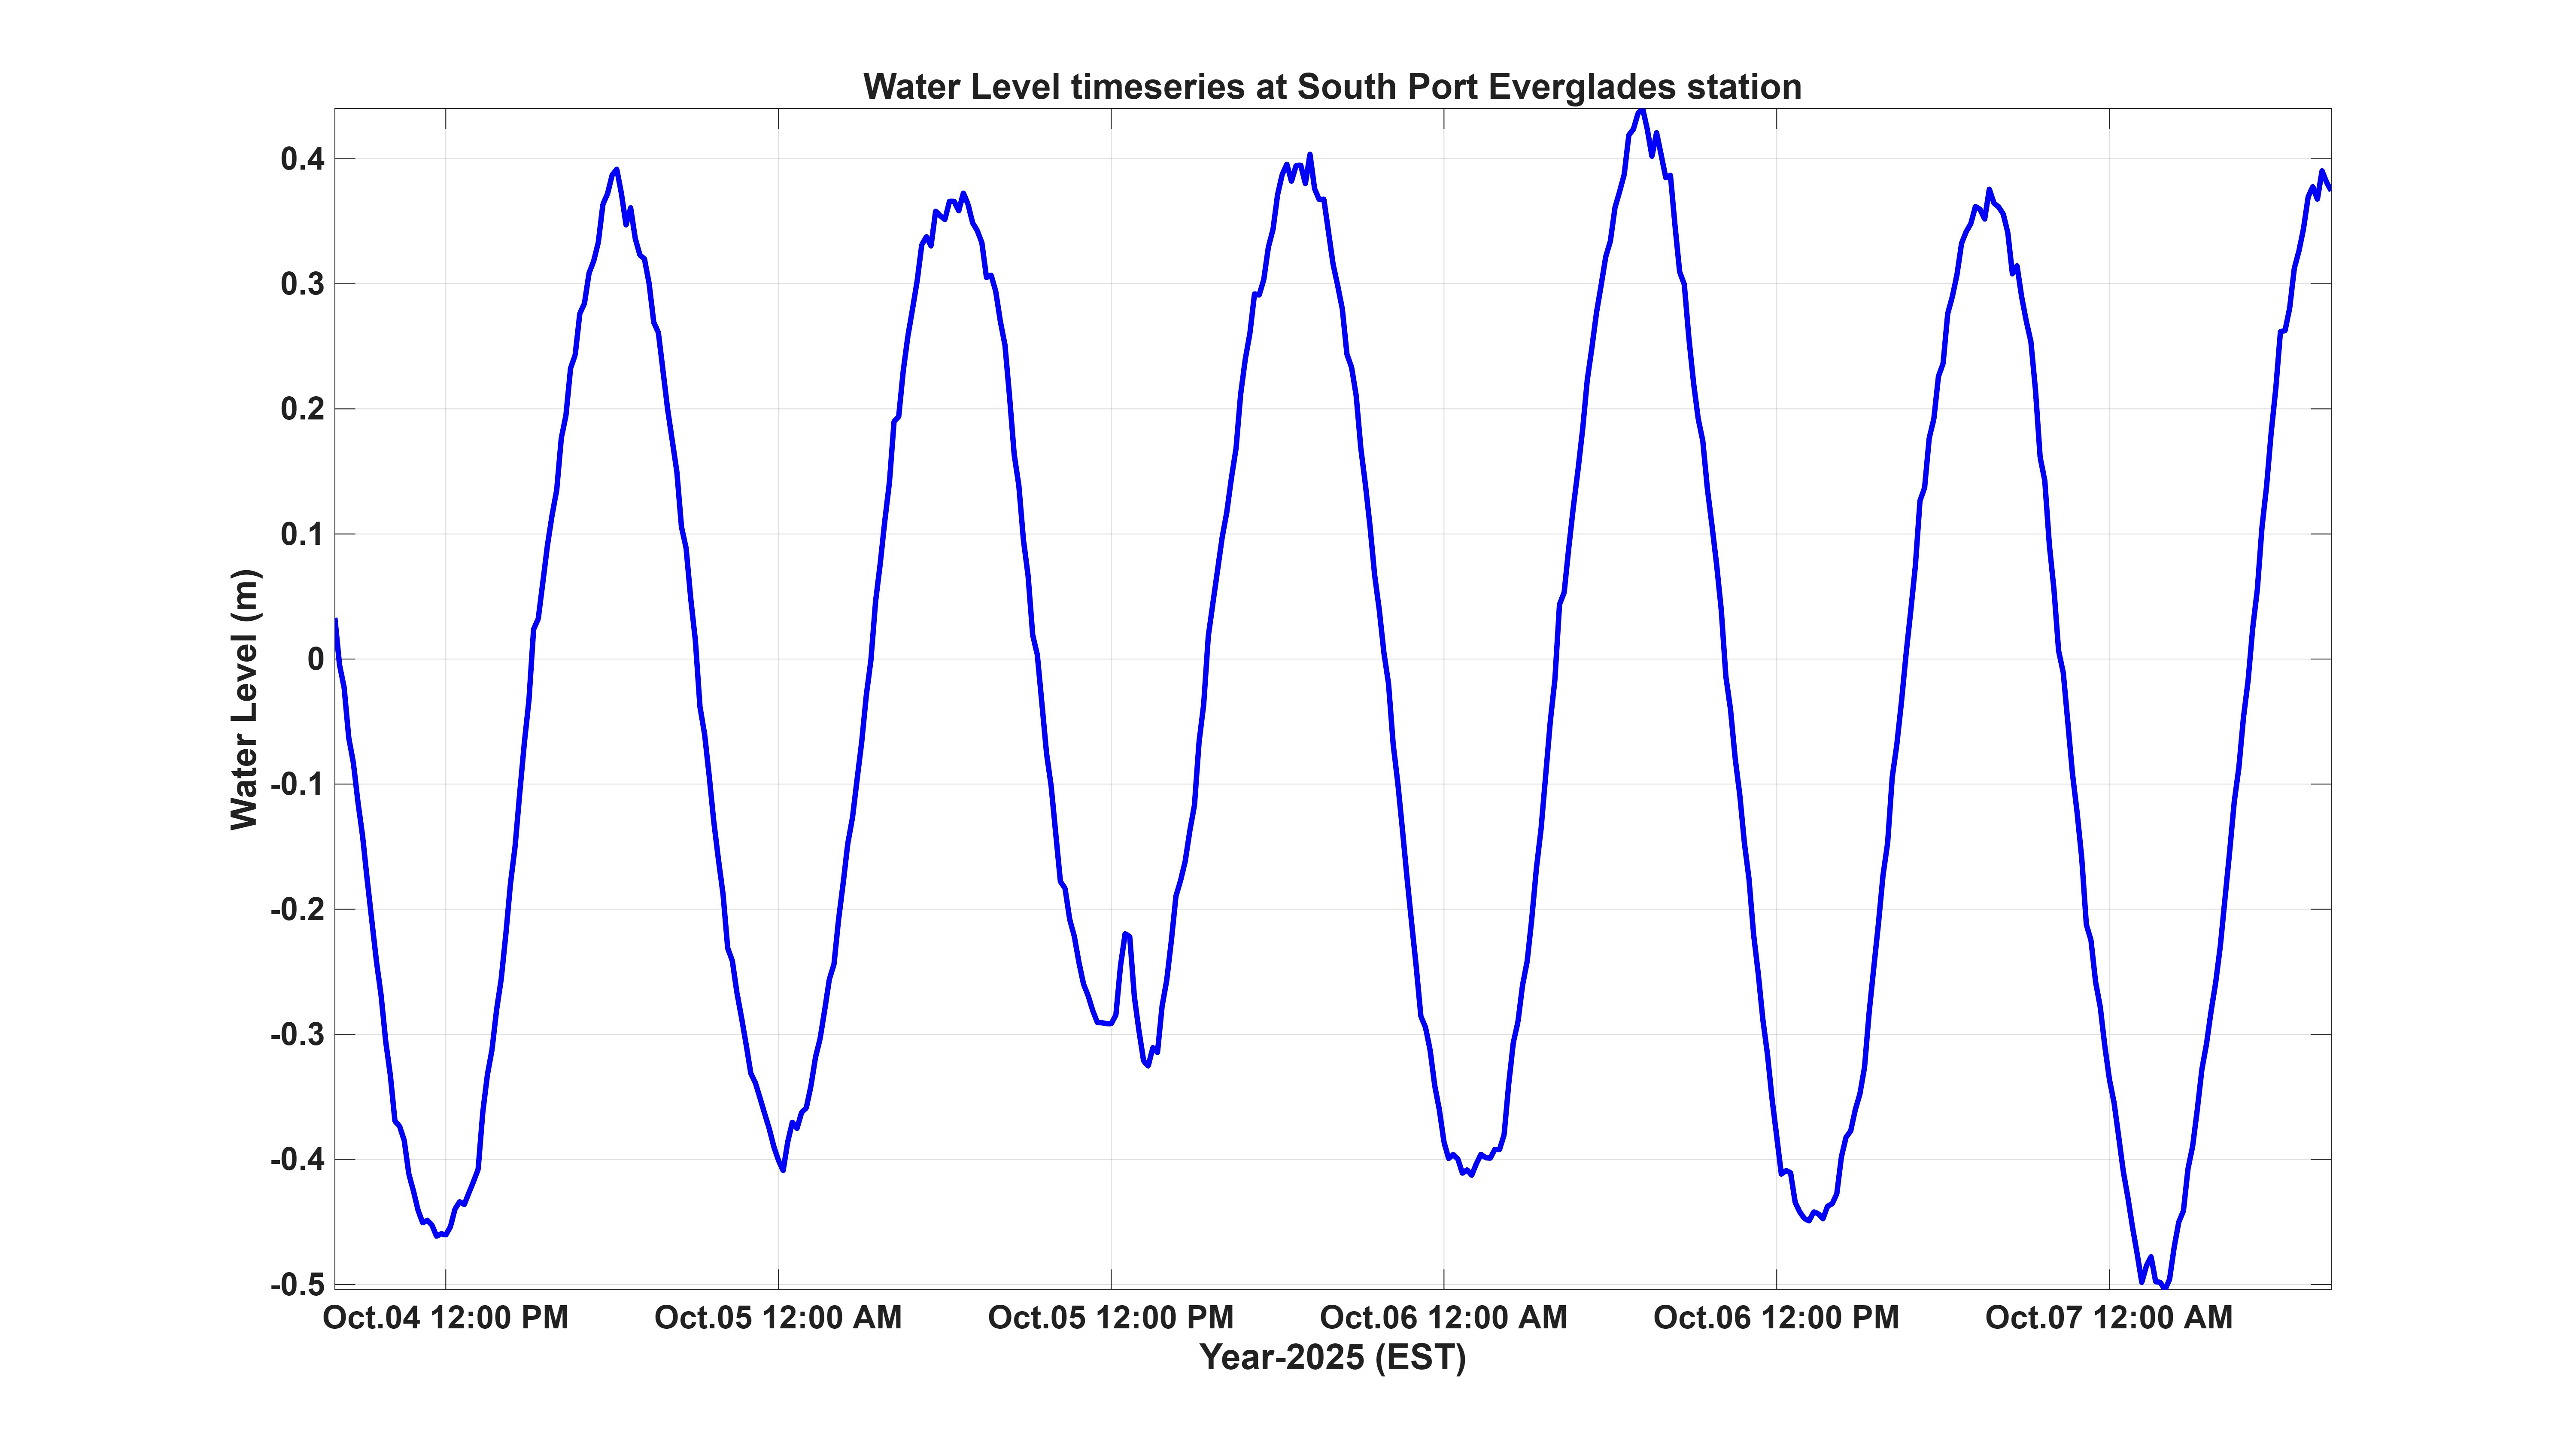 Water Level timeseries at South Port Everglades station
0.4
0.3
0.2
0.1
0
-0.1
-0.2
-0.3
-0.4
-0.5
Water Level (m)
Oct.04 12:00 PM Oct.05 12:00 AM Oct.05 12:00 PM Oct.06 12:00 AM Oct.06 12:00 PM Oct.07 12:00 AM
Year-2025 (EST)